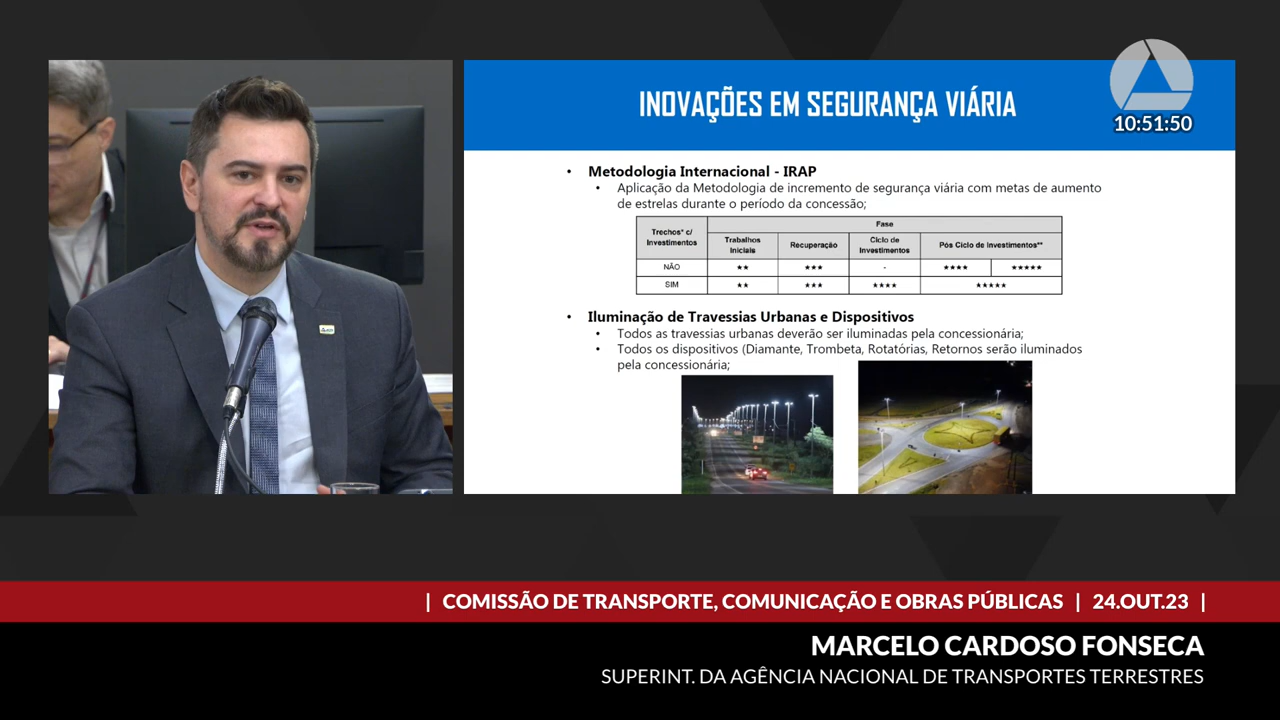 INOVAÇÕES EM SEGURANÇA VIÁRIA
10:51:50
• Metodologia Internacional - IRAP
• Aplicação da Metodologia de incremento de segurança viária com metas de aumento
de estrelas durante o período da concessão;
Trechos* c/ Investimentos
Fase
Trabalhos Iniciais
Recuperação
Ciclo de Investimentos
Pós Ciclo de Investimentos**
NÃO ★★ ★★★ - ★★★★ ★★★★★
SIM ★★ ★★★ ★★★★ ★★★★★
• Iluminação de Travessias Urbanas e Dispositivos
• Todos as travessias urbanas deverão ser iluminadas pela concessionária;
• Todos os dispositivos (Diamante, Trombeta, Rotatórias, Retornos serão iluminados
pela concessionária;
| COMISSÃO DE TRANSPORTE, COMUNICAÇÃO E OBRAS PÚBLICAS | 24.OUT.23 |
MARCELO CARDOSO FONSECA
SUPERINT. DA AGÊNCIA NACIONAL DE TRANSPORTES TERRESTRES